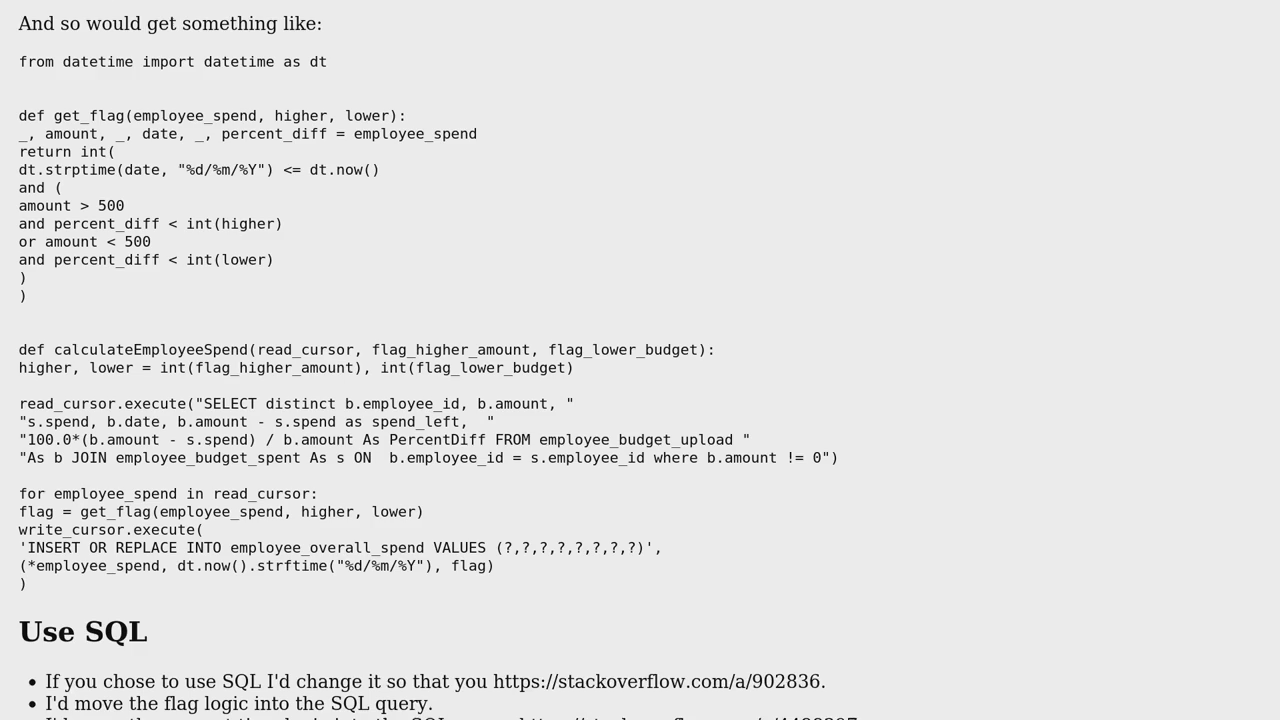 And so would get something like:
from datetime import datetime as dt
def get_flag(employee_spend, higher, lower):
_, amount, _, date, _, percent_diff = employee_spend
return int(
dt.strptime(date, "%d/%m/%Y") <= dt.now()
and (
amount > 500
and percent_diff < int(higher)
or amount < 500
and percent_diff < int(lower)
)
)
def calculateEmployeeSpend(read_cursor, flag_higher_amount, flag_lower_budget):
higher, lower = int(flag_higher_amount), int(flag_lower_budget)
read_cursor.execute("SELECT distinct b.employee_id, b.amount, "
"s.spend, b.date, b.amount - s.spend as spend_left,  "
"100.0*(b.amount - s.spend) / b.amount As PercentDiff FROM employee_budget_upload "
"As b JOIN employee_budget_spent As s ON  b.employee_id = s.employee_id where b.amount != 0")
for employee_spend in read_cursor:
flag = get_flag(employee_spend, higher, lower)
write_cursor.execute(
'INSERT OR REPLACE INTO employee_overall_spend VALUES (?,?,?,?,?,?,?,?)',
(*employee_spend, dt.now().strftime("%d/%m/%Y"), flag)
)
Use SQL
• If you chose to use SQL I'd change it so that you https://stackoverflow.com/a/902836.
• I'd move the flag logic into the SQL query.